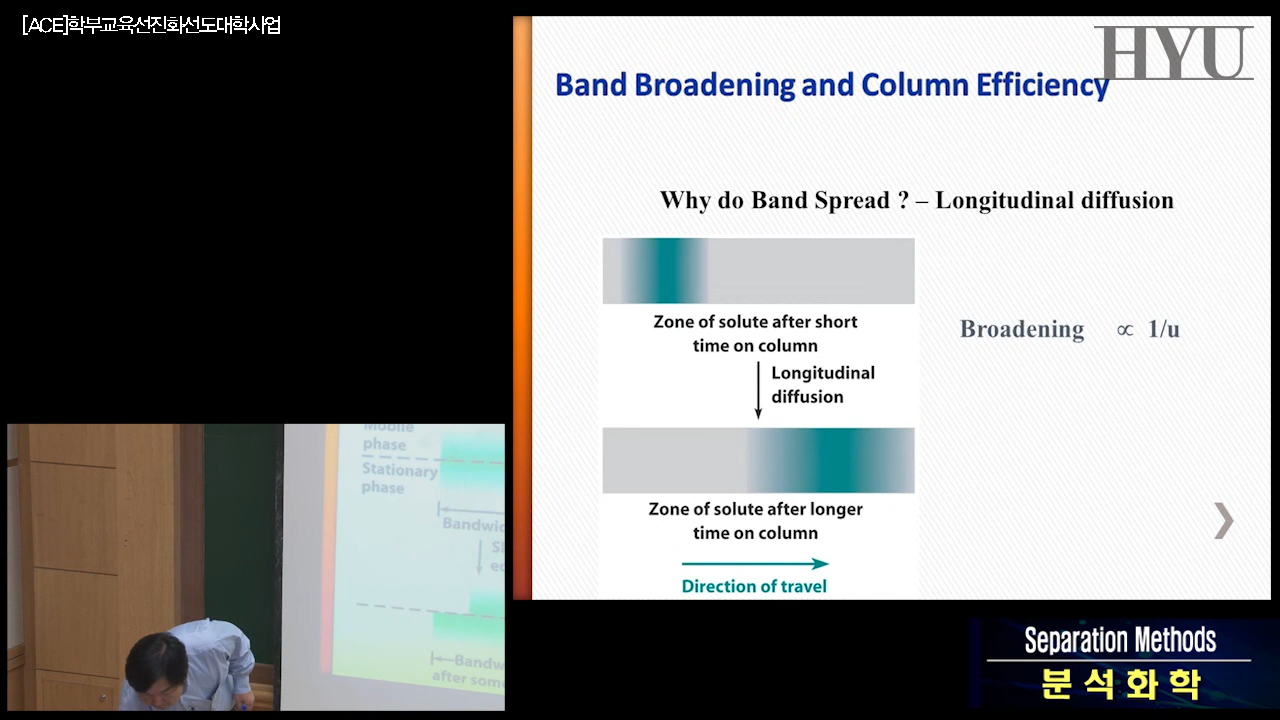 [ACE]학부교육선진화선도대학사업
HYU
Band Broadening and Column Efficiency
Why do Band Spread ? – Longitudinal diffusion
Zone of solute after short
time on column
Longitudinal
diffusion
Broadening ∝ 1/u
Zone of solute after longer
time on column
Direction of travel
Mobile
phase
Stationary
phase
after
Separation Methods
분석화학